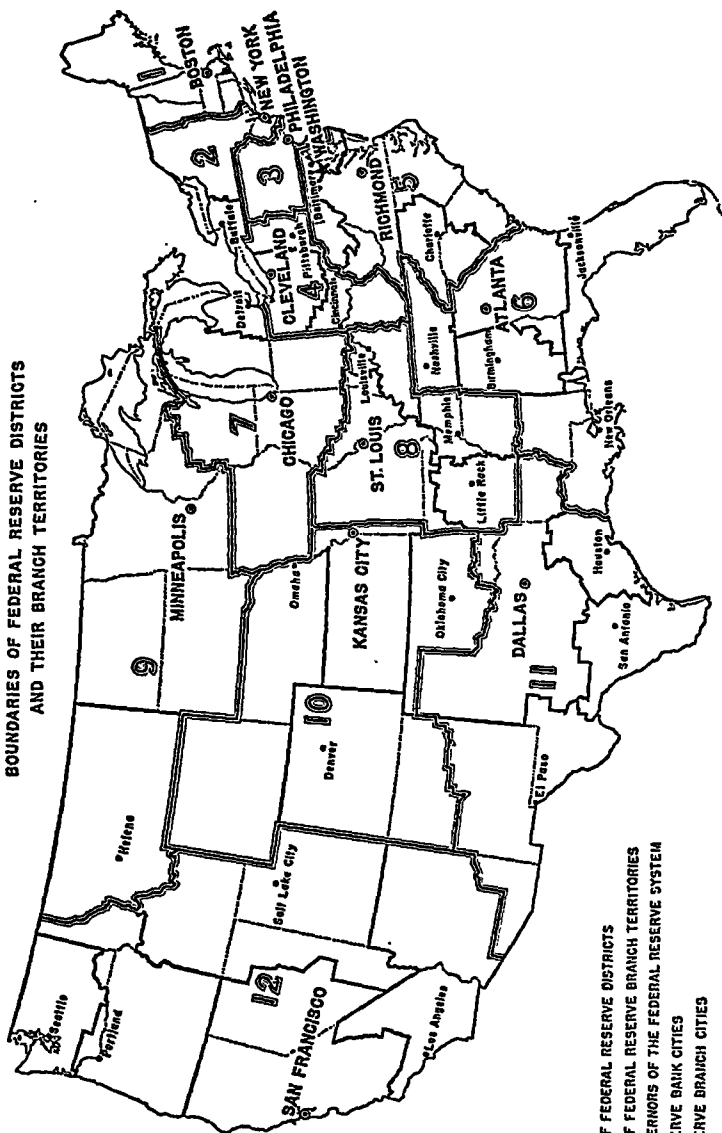 BOUNDARIES OF FEDERAL RESERVE DISTRICTS
AND THEIR BRANCH TERRITORIES
Seattle
Portland
Helena
12
SAN FRANCISCO
Salt Lake City
Los Angeles
9
MINNEAPOLIS
10
Denver
Omaha
KANSAS CITY
Oklahoma City
DALLAS
11
El Paso
San Antonio
Houston
7
CHICAGO
Detroit
ST. LOUIS
8
Louisville
Memphis
Little Rock
New Orleans
1
BOSTON
2
NEW YORK
Buffalo
3
PHILADELPHIA
WASHINGTON
Baltimore
CLEVELAND
4
Pittsburgh
Cincinnati
RICHMOND
5
Charlotte
Nashville
Birmingham
ATLANTA
6
Jacksonville
F FEDERAL RESERVE DISTRICTS
F FEDERAL RESERVE BRANCH TERRITORIES
ERNORS OF THE FEDERAL RESERVE SYSTEM
ERVE BANK CITIES
ERVE BRANCH CITIES